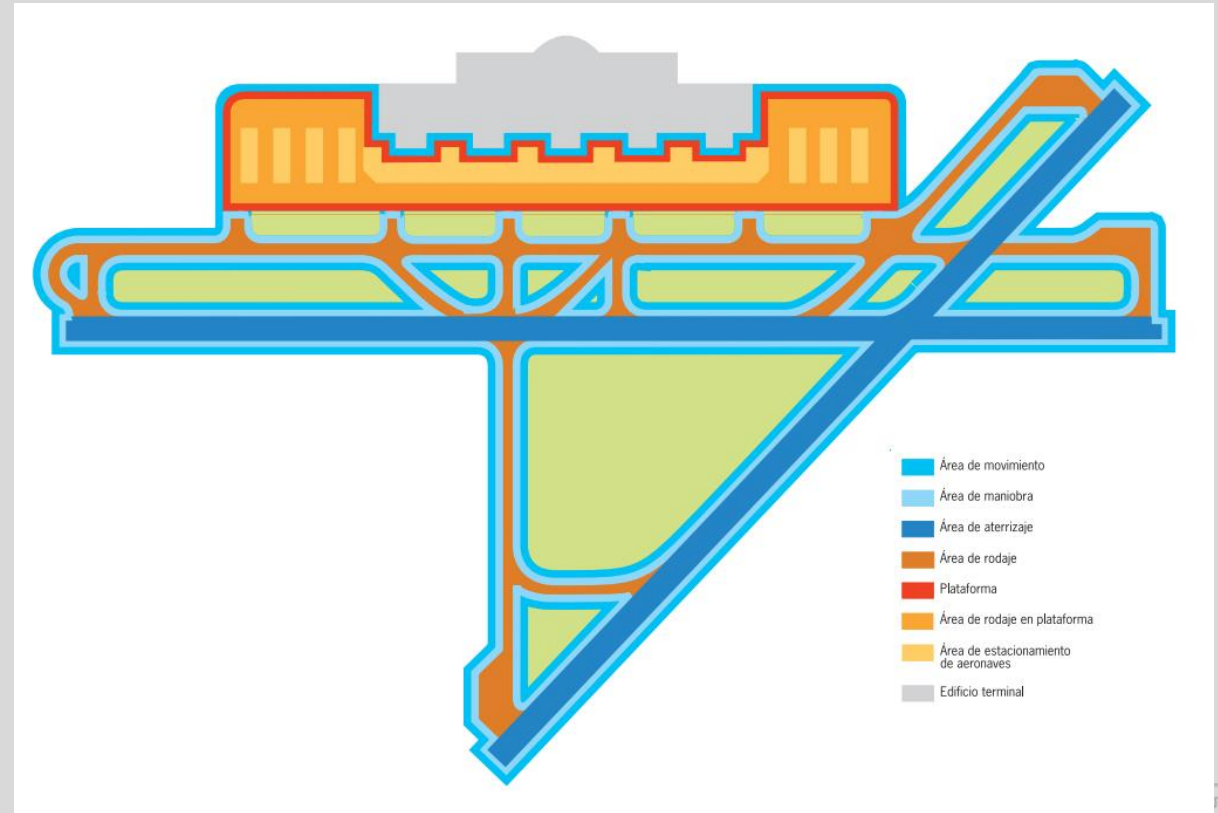 Área de movimiento
Área de maniobra
Área de aterrizaje
Área de rodaje
Plataforma
Área de rodaje en plataforma
Área de estacionamiento
de aeronaves
Edificio terminal